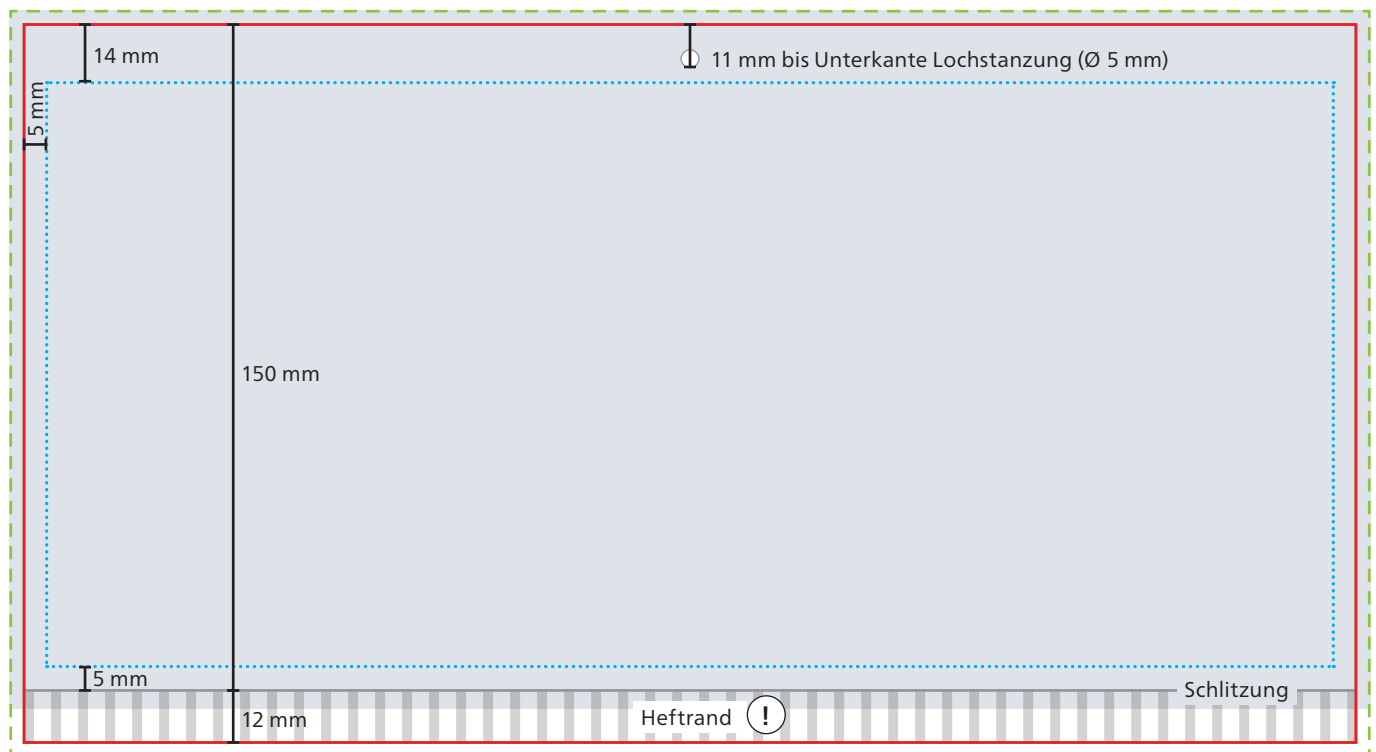 14 mm
11 mm bis Unterkante Lochstanzung (Ø 5 mm)
5 mm
150 mm
5 mm
Schlitzung
12 mm
Heftrand !